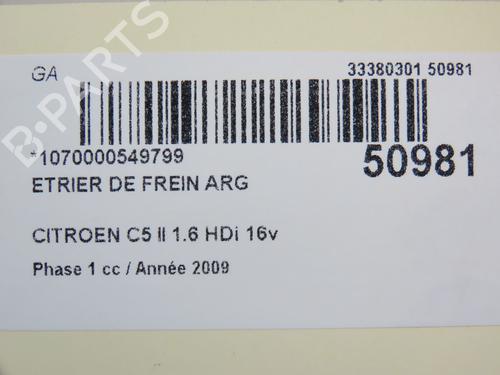 GA 33380301 50981
*1070000549799 50981
ETRIER DE FREIN ARG
CITROEN C5 II 1.6 HDi 16v
Phase 1 cc / Année 2009
B-PARTS